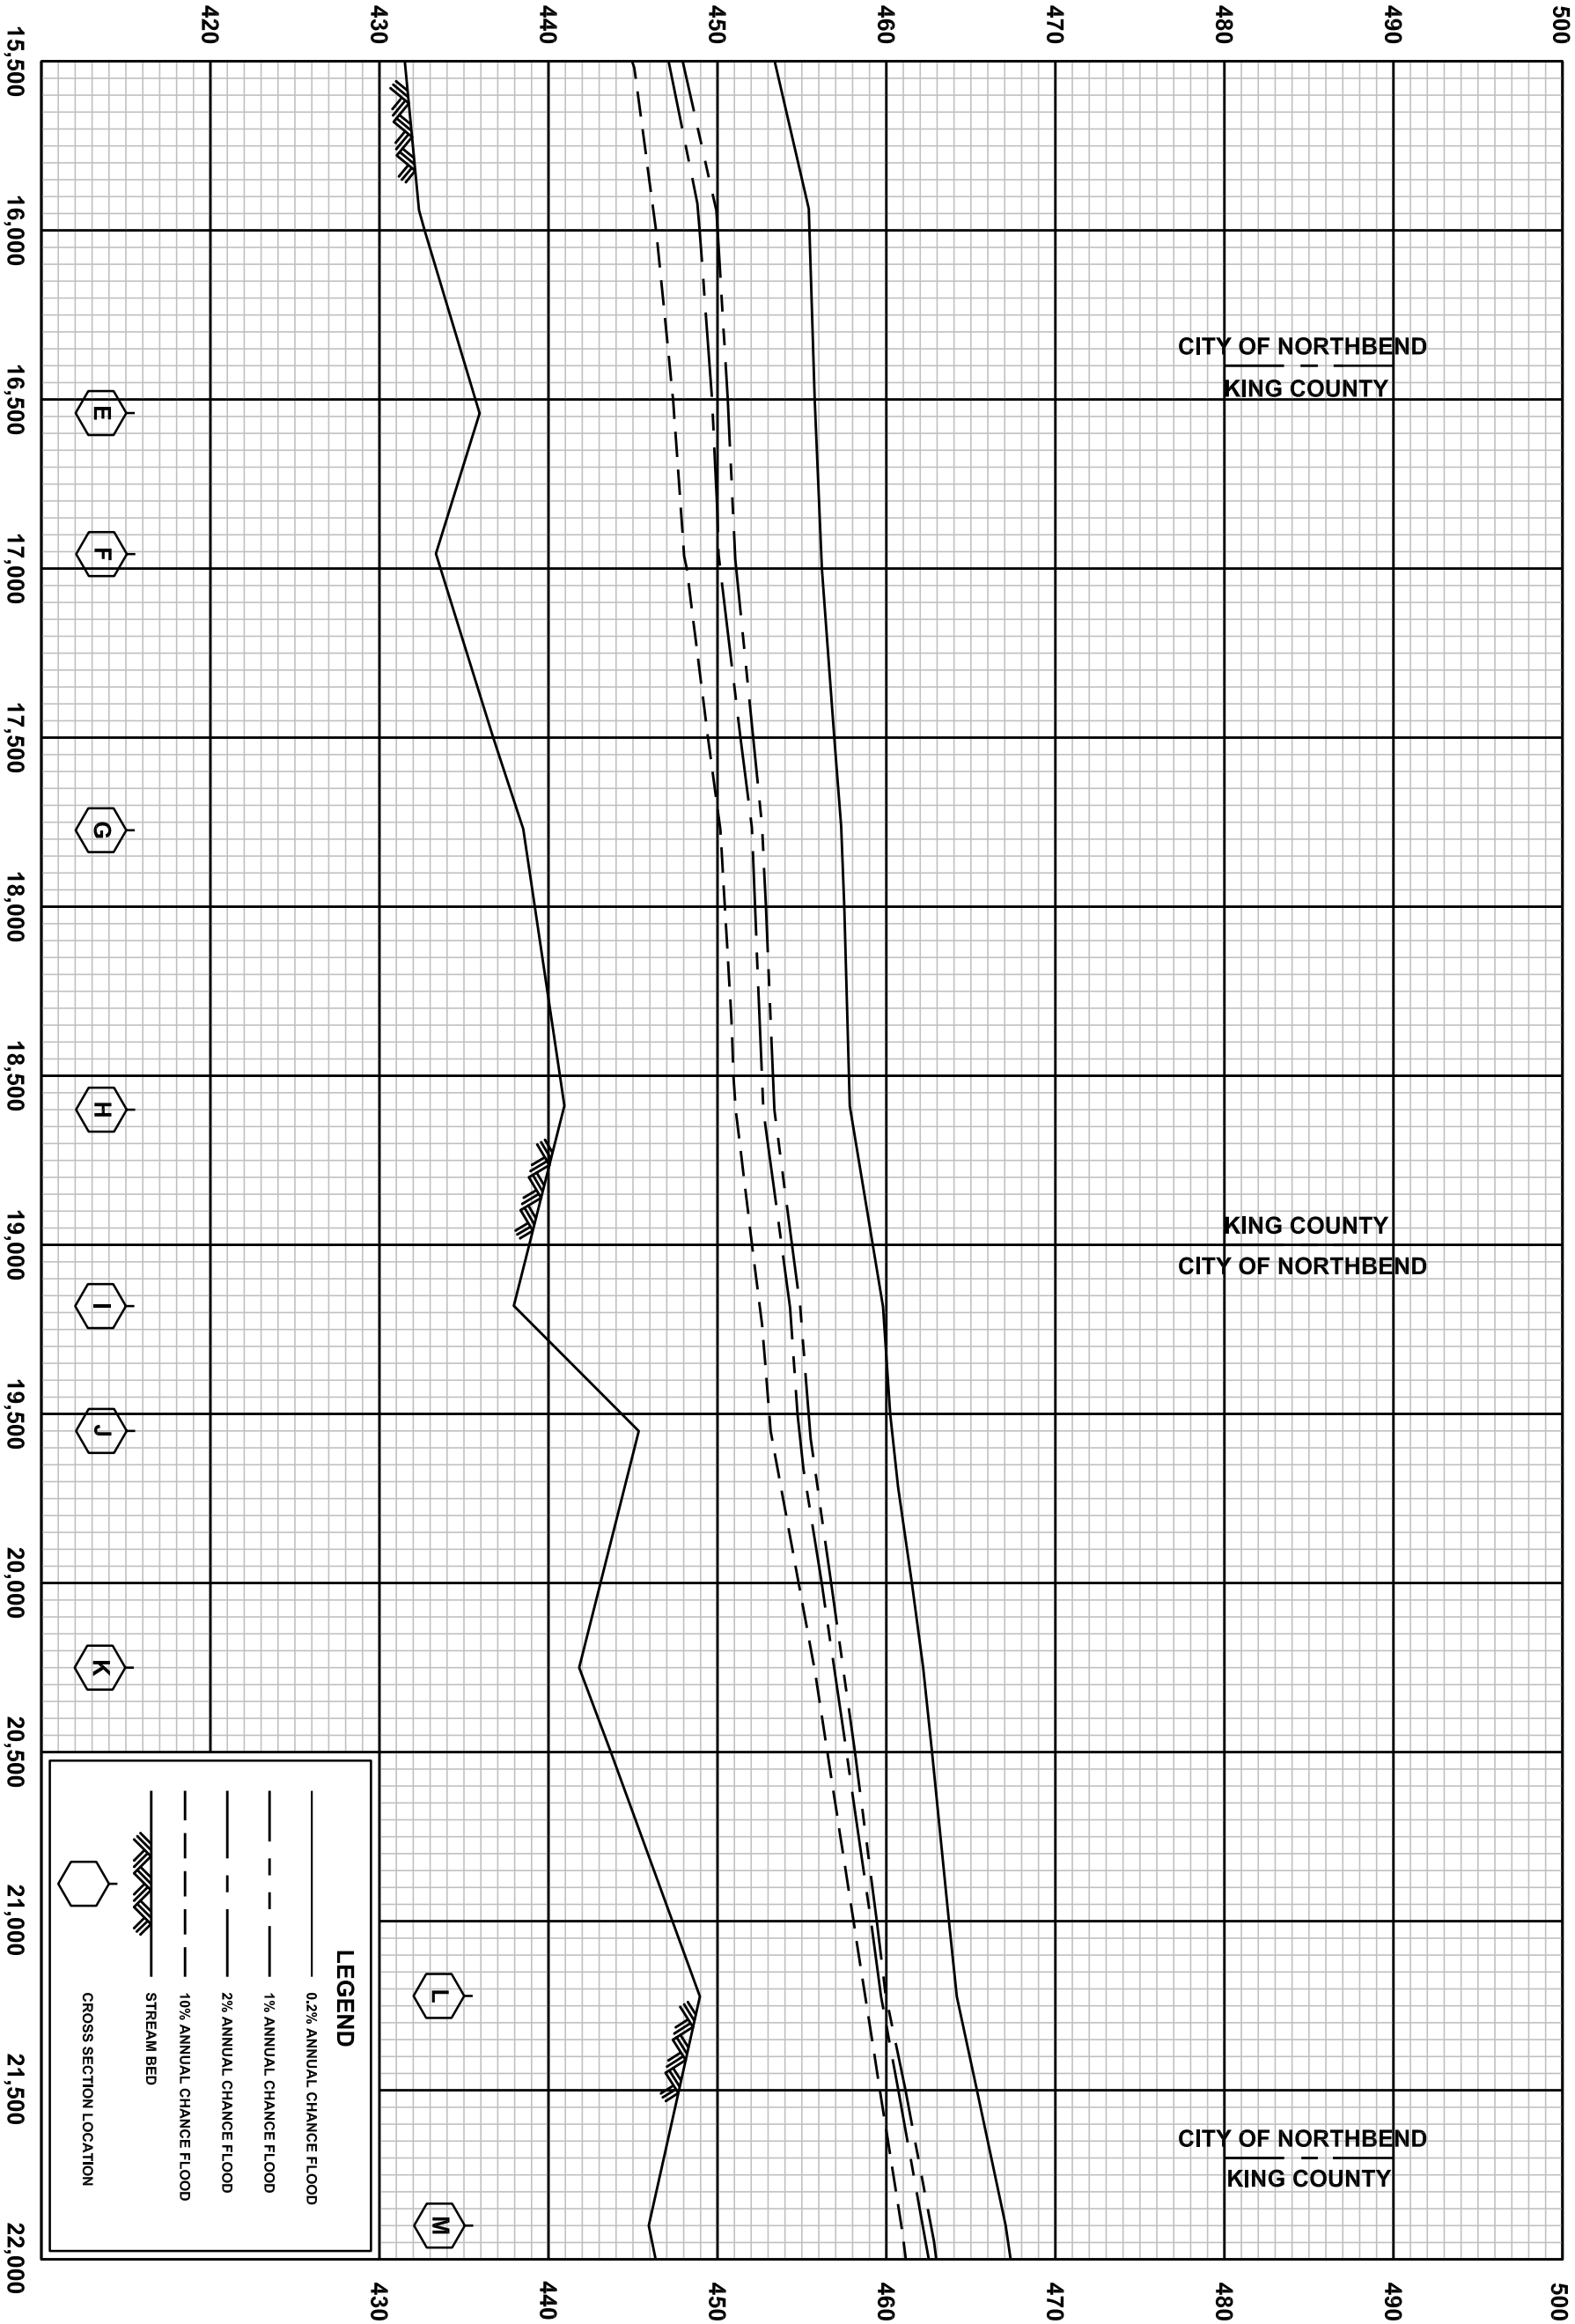 500
490
480
470
460
450
440
430
420
CITY OF NORTHBEND
KING COUNTY
KING COUNTY
CITY OF NORTHBEND
CITY OF NORTHBEND
KING COUNTY
E
F
G
H
I
J
K
L
M
15,500
16,000
16,500
17,000
17,500
18,000
18,500
19,000
19,500
20,000
20,500
21,000
21,500
22,000
LEGEND
0.2% ANNUAL CHANCE FLOOD
1% ANNUAL CHANCE FLOOD
2% ANNUAL CHANCE FLOOD
10% ANNUAL CHANCE FLOOD
STREAM BED
CROSS SECTION LOCATION
500
490
480
470
460
450
440
430